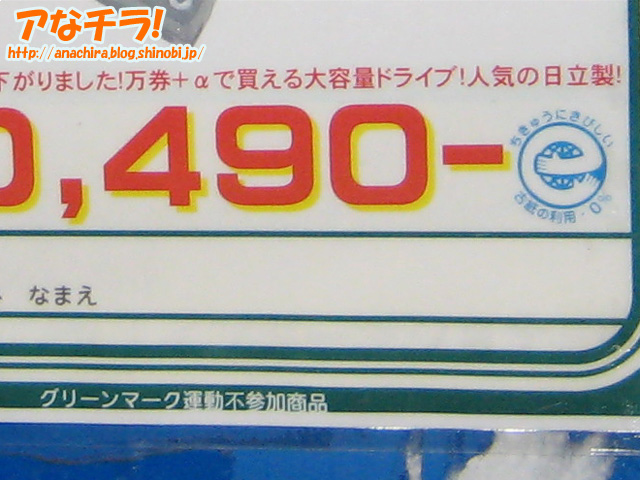 アなチラ!
http://anachira.blog.shinobi.jp/
下がりました!万券+αで買える大容量ドライブ!人気の日立製!
0,490-
ちきゅうにきびしい
e
古紙の利用・0%
なまえ
グリーンマーク運動不参加商品